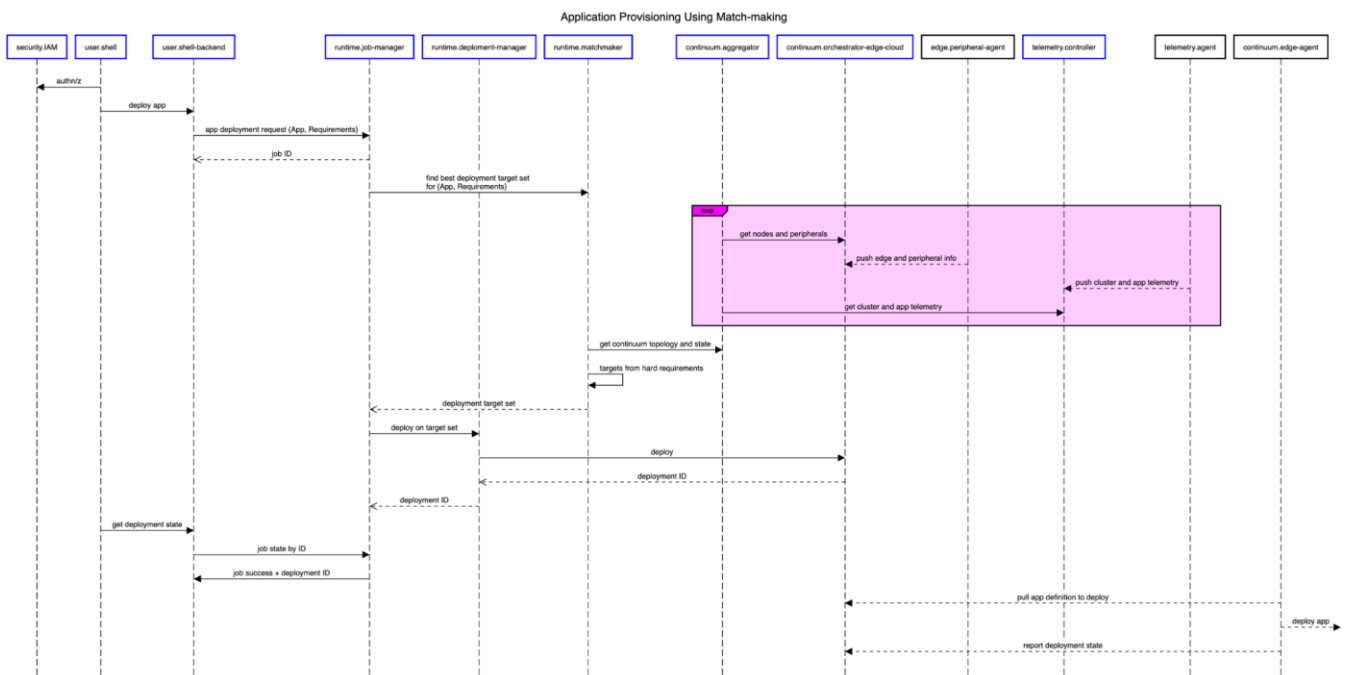 Application Provisioning Using Match-making
security.IAM
user.shell
user.shell-backend
runtime.job-manager
runtime.deploment-manager
runtime.matchmaker
continuum.aggregator
continuum.orchestrator-edge-cloud
edge.peripheral-agent
telemetry.controller
telemetry.agent
continuum.edge-agent
authn/z
deploy app
app deployment request {App, Requirements}
job ID
find best deployment target set
for {App, Requirements}
loop
get nodes and peripherals
push edge and peripheral info
push cluster and app telemetry
get cluster and app telemetry
get continuum topology and state
targets from hard requirements
deployment target set
deploy on target set
deploy
deployment ID
deployment ID
get deployment state
job state by ID
job success + deployment ID
pull app definition to deploy
deploy app
report deployment state